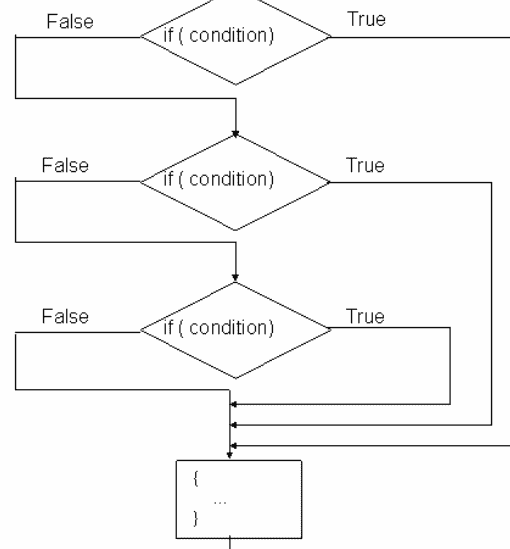 False
if ( condition)
True
False
if ( condition)
True
False
if ( condition)
True
{
...
}